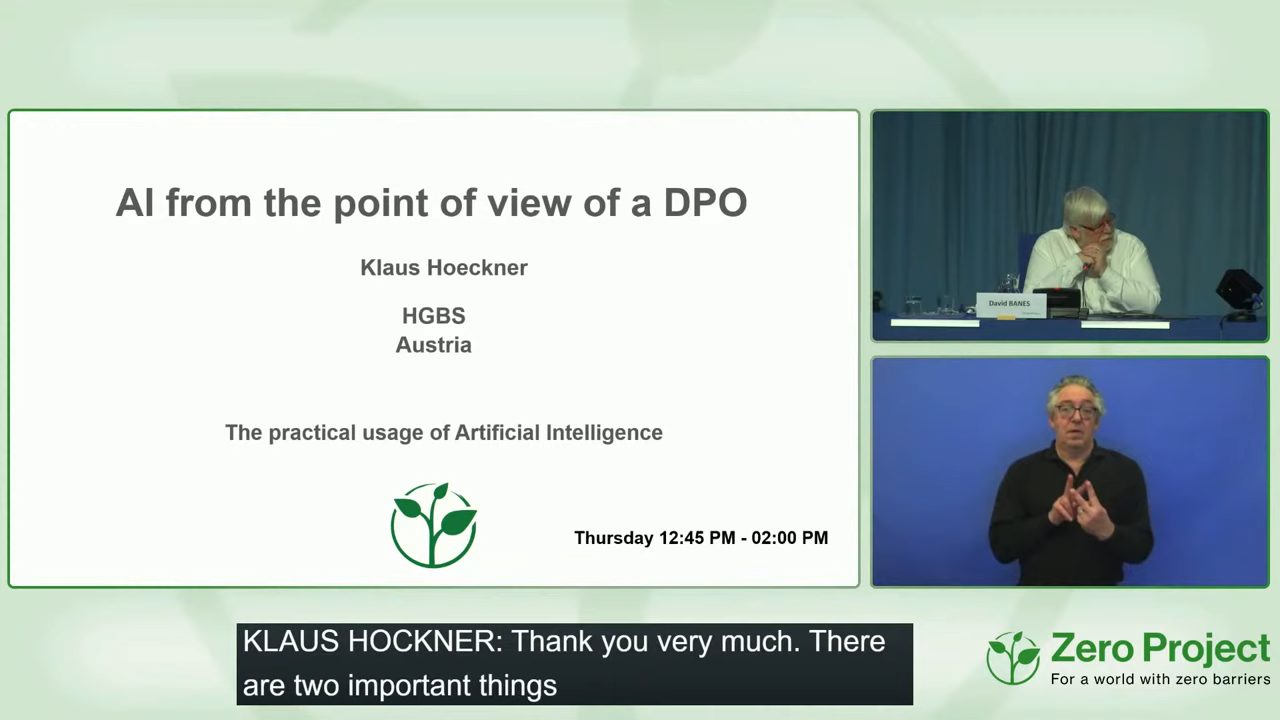 AI from the point of view of a DPO
Klaus Hoeckner
HGBS
Austria
The practical usage of Artificial Intelligence
Thursday 12:45 PM - 02:00 PM
David BANES
KLAUS HOCKNER: Thank you very much. There
are two important things
Zero Project
For a world with zero barriers